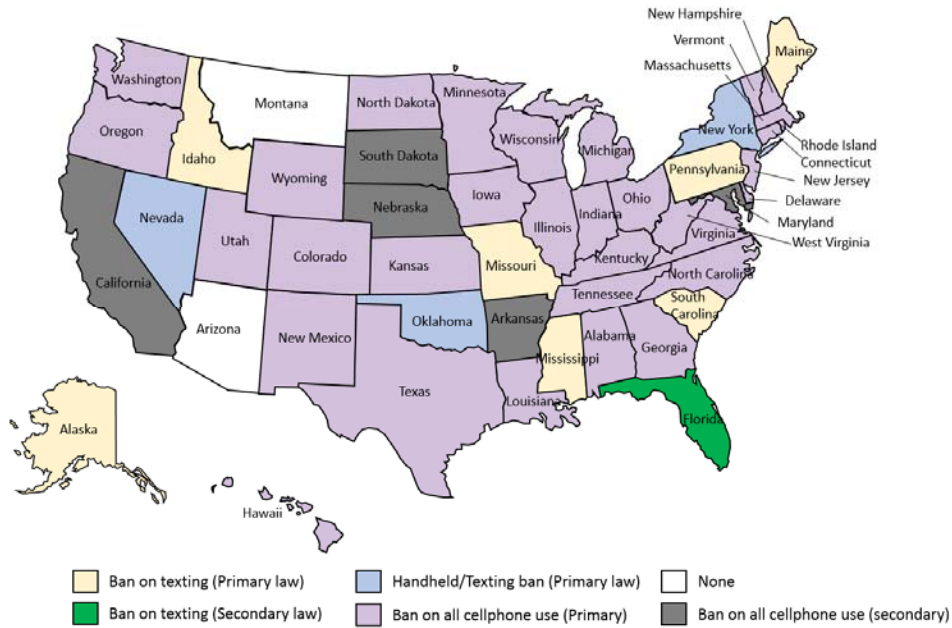 New Hampshire
Vermont
Maine
Massachusetts
Washington
Montana
North Dakota
Minnesota
Oregon
Idaho
Wisconsin
Michigan
New York
Rhode Island
Connecticut
South Dakota
Wyoming
Pennsylvania
New Jersey
Iowa
Ohio
Delaware
Nebraska
Nevada
Illinois
Indiana
Maryland
Virginia
West Virginia
Utah
Colorado
Kansas
Missouri
Kentucky
California
North Carolina
Tennessee
South
Carolina
Oklahoma
Arkansas
Arizona
New Mexico
Alabama
Georgia
Mississippi
Texas
Louisiana
Florida
Alaska
Hawaii
Ban on texting (Primary law)
Handheld/Texting ban (Primary law)
None
Ban on texting (Secondary law)
Ban on all cellphone use (Primary)
Ban on all cellphone use (secondary)